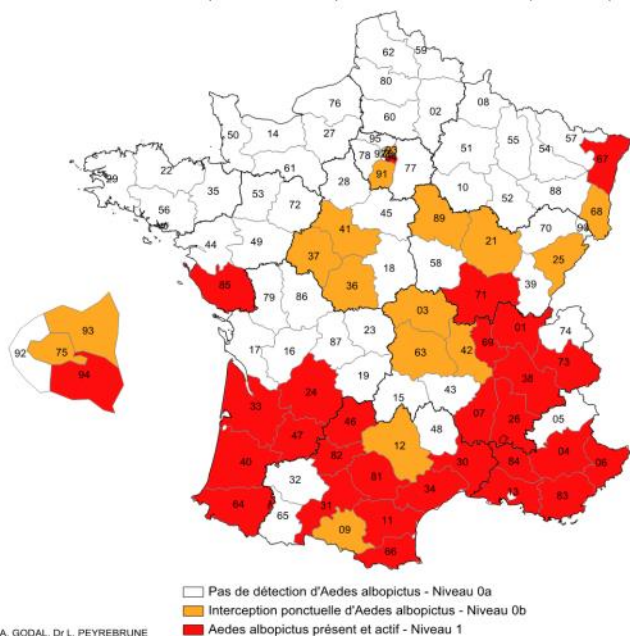 62 59
80
76 02 08
60
50 14 27 95 57
51 55 54 67
61 78 77
22 91
35 28 10 88
53 52 68
56 72 45 89
41 70
44 49 21 25
37
18 58
36 39
85 71
79 86
03
93 01 74
92 75 23
87 69
94 17 16 63 42 73
19 38
24 43
33 15
46 07 26 05
47 48
12
82 04
40 30 84 06
32 81
34
64 13 83
31
65 11
09
66
Pas de détection d'Aedes albopictus - Niveau 0a
Interception ponctuelle d'Aedes albopictus - Niveau 0b
A. GODAL, Dr L. PEYREBRUNE
Aedes albopictus présent et actif - Niveau 1